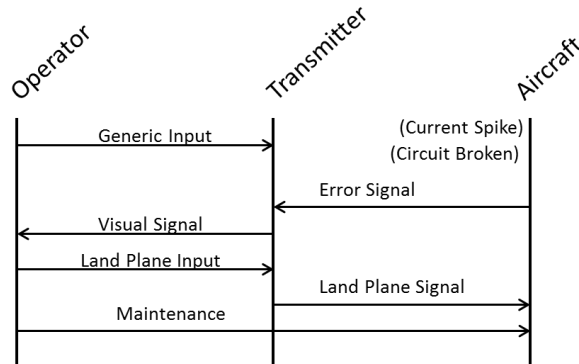 Operator
Transmitter
Aircraft
Generic Input
(Current Spike)
(Circuit Broken)
Error Signal
Visual Signal
Land Plane Input
Land Plane Signal
Maintenance